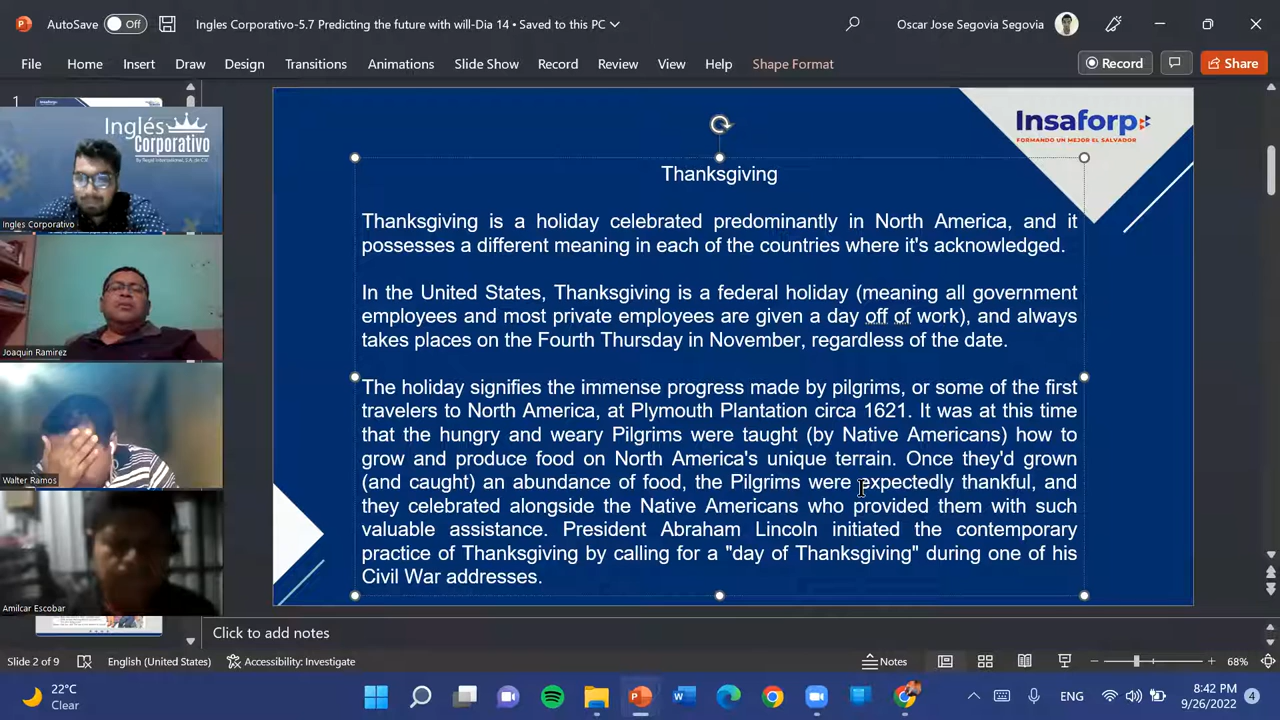 AutoSave Off Ingles Corporativo-5.7 Predicting the future with will-Dia 14 • Saved to this PC Oscar Jose Segovia Segovia
File Home Insert Draw Design Transitions Animations Slide Show Record Review View Help Shape Format Record Share
1
Inglés
Corporativo
By Regal International, S.A. de C.V.
Ingles Corporativo
Joaquin Ramirez
Walter Ramos
Amilcar Escobar
Insaforp
FORMANDO UN MEJOR EL SALVADOR
Thanksgiving
Thanksgiving is a holiday celebrated predominantly in North America, and it
possesses a different meaning in each of the countries where it's acknowledged.
In the United States, Thanksgiving is a federal holiday (meaning all government
employees and most private employees are given a day off of work), and always
takes places on the Fourth Thursday in November, regardless of the date.
The holiday signifies the immense progress made by pilgrims, or some of the first
travelers to North America, at Plymouth Plantation circa 1621. It was at this time
that the hungry and weary Pilgrims were taught (by Native Americans) how to
grow and produce food on North America's unique terrain. Once they'd grown
(and caught) an abundance of food, the Pilgrims were expectedly thankful, and
they celebrated alongside the Native Americans who provided them with such
valuable assistance. President Abraham Lincoln initiated the contemporary
practice of Thanksgiving by calling for a "day of Thanksgiving" during one of his
Civil War addresses.
Click to add notes
Slide 2 of 9 English (United States) Accessibility: Investigate Notes 68%
22°C
Clear
ENG
8:42 PM
9/26/2022
4